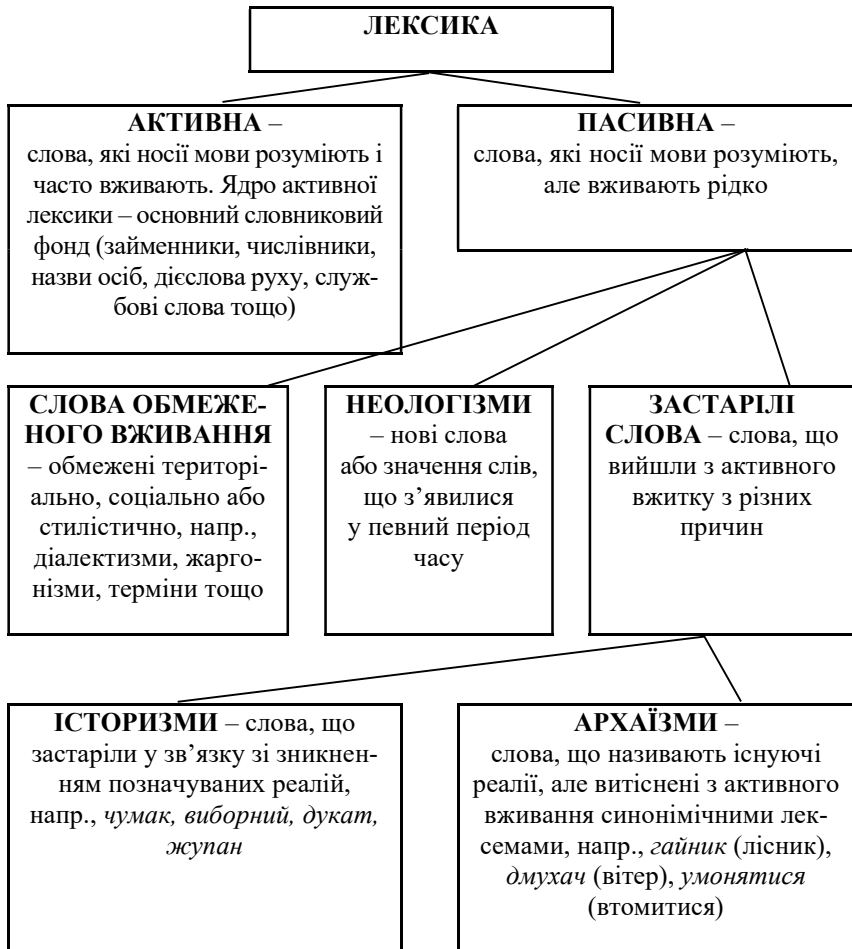 ЛЕКСИКА
АКТИВНА –
слова, які носії мови розуміють і
часто вживають. Ядро активної
лексики – основний словниковий
фонд (займенники, числівники,
назви осіб, дієслова руху, служ-
бові слова тощо)
ПАСИВНА –
слова, які носії мови розуміють,
але вживають рідко
СЛОВА ОБМЕЖЕ-
НОГО ВЖИВАННЯ
– обмежені територі-
ально, соціально або
стилістично, напр.,
діалектизми, жарго-
нізми, терміни тощо
НЕОЛОГІЗМИ
– нові слова
або значення слів,
що з’явилися
у певний період
часу
ЗАСТАРІЛІ
СЛОВА – слова, що
вийшли з активного
вжитку з різних
причин
ІСТОРИЗМИ – слова, що
застаріли у зв’язку зі зникнен-
ням позначуваних реалій,
напр., чумак, виборний, дукат,
жупан
АРХАЇЗМИ –
слова, що називають існуючі
реалії, але витіснені з активного
вживання синонімічними лек-
семами, напр., гайник (лісник),
дмухач (вітер), умонятися
(втомитися)